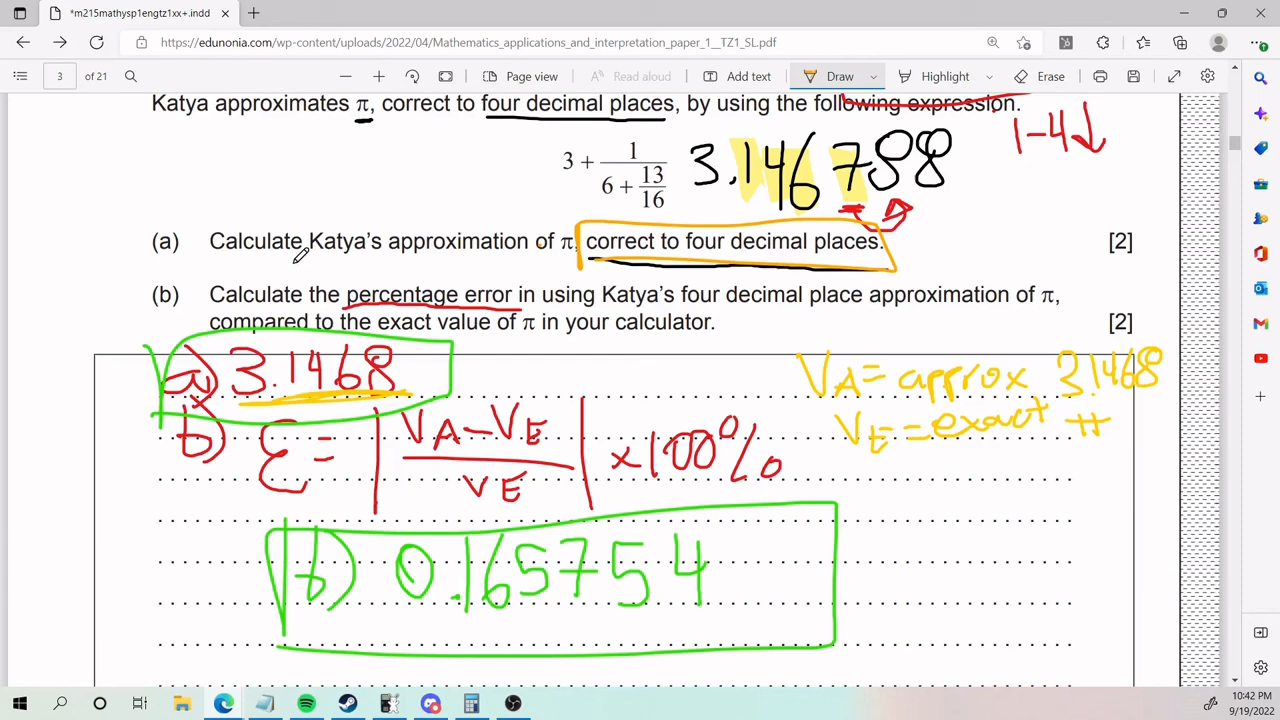 *m215mathysp1engtz1xx+.indd
https://edunonia.com/wp-content/uploads/2022/04/Mathematics_applications_and_interpretation_paper_1__TZ1_SL.pdf
3 of 21 Page view Read aloud Add text Draw Highlight Erase
Katya approximates π, correct to four decimal places, by using the following expression.
1-4↓
3 + 1/(6 + 13/16) 3.146788
(a) Calculate Katya's approximation of π, correct to four decimal places. [2]
(b) Calculate the percentage error in using Katya's four decimal place approximation of π,
compared to the exact value of π in your calculator. [2]
a) 3.1468
VA = approx 3.1468
VE = exact π
b) ε = | VA - VE / VE | x 100%
b) 0.165754
10:42 PM
9/19/2022